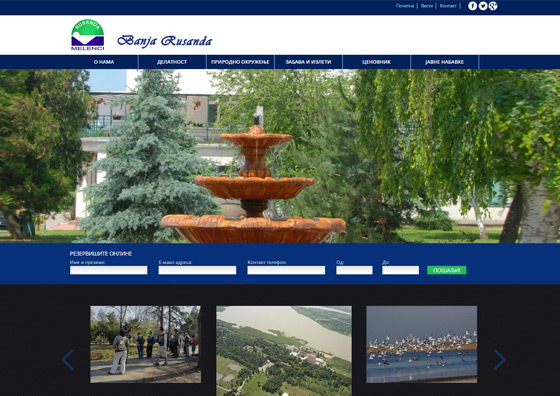 Почетна | Вести | Контакт |
RUSANDA
MELENCI
Banja Rusanda
О НАМА ДЕЛАТНОСТ ПРИРОДНО ОКРУЖЕЊЕ ЗАБАВА И ИЗЛЕТИ ЦЕНОВНИК ЈАВНЕ НАБАВКЕ
РЕЗЕРВИШИТЕ ОНЛИНЕ
Име и презиме: Е-маил адреса: Контакт телефон: Од: До:
ПОШАЉИ!